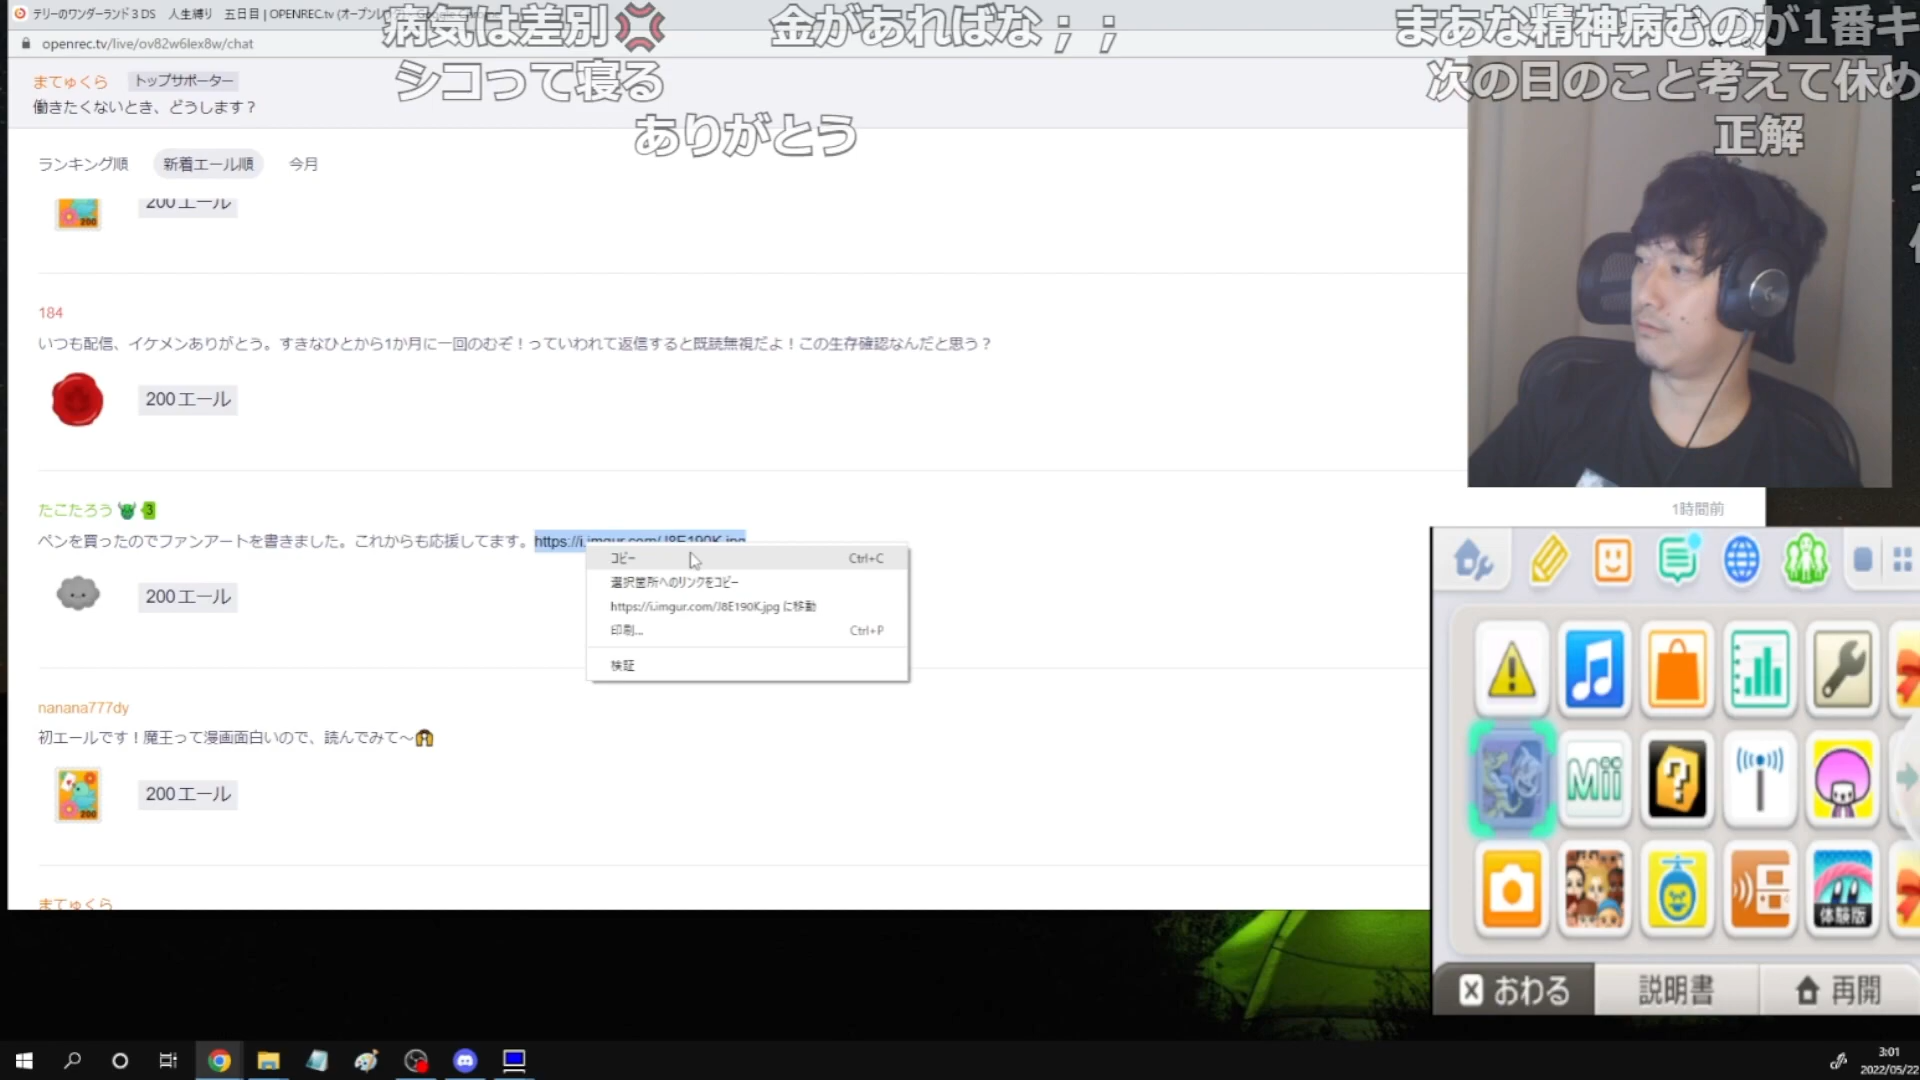 テリーのワンダーランド３DS　人生縛り　五日目 | OPENREC.tv (オープンレ
openrec.tv/live/ov82w6lex8w/chat
病気は差別💢
金があればな；；
まあな精神病むのが1番キ
シコって寝る
次の日のこと考えて休め
ありがとう
正解
まてゅくら
トップサポーター
働きたくないとき、どうします？
ランキング順
新着エール順
今月
200エール
184
いつも配信、イケメンありがとう。すきなひとから1か月に一回のむぞ！っていわれて返信すると既読無視だよ！この生存確認なんだと思う？
200エール
たこたろう
3
1時間前
ペンを買ったのでファンアートを書きました。これからも応援してます。https://i.imgur.com/J8E190K.jpg
コピー
Ctrl+C
選択箇所へのリンクをコピー
https://i.imgur.com/J8E190K.jpg に移動
印刷...
Ctrl+P
検証
200エール
nanana777dy
初エールです！魔王って漫画面白いので、読んでみて〜
200
200エール
まてゅくら
Mii
?
体験版
X おわる
説明書
再開
3:01
2022/05/22